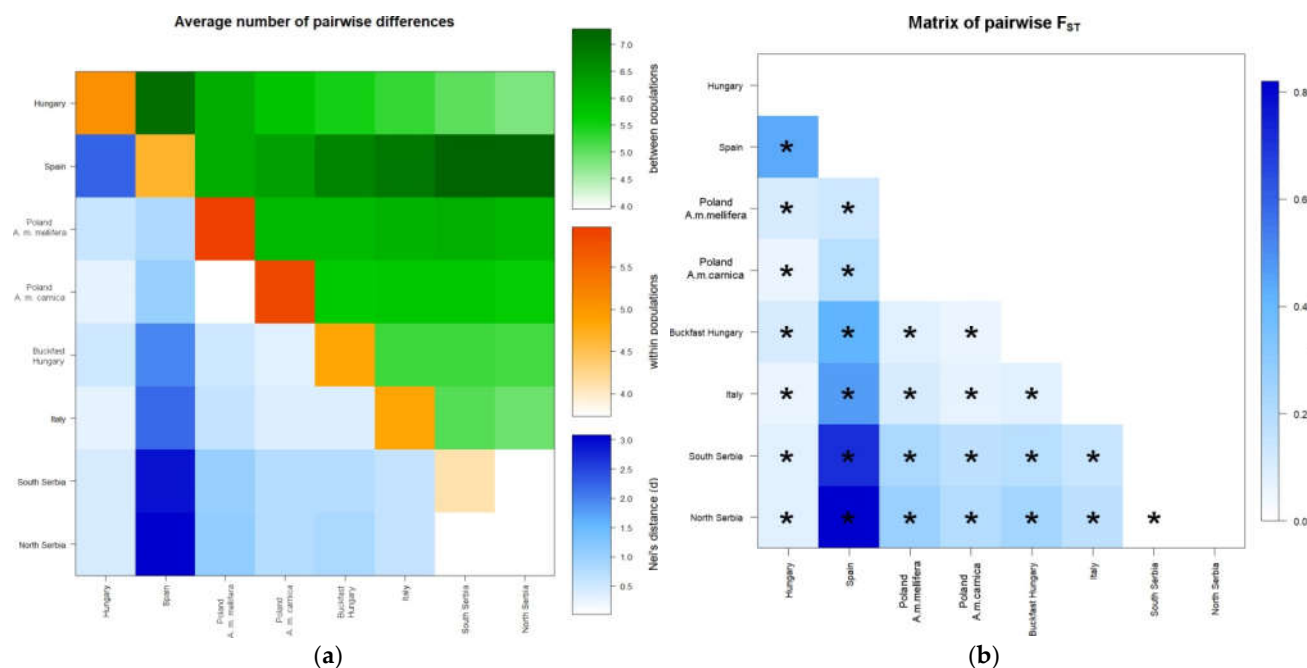 Average number of pairwise differences
Hungary
Spain
Poland
A. m. mellifera
Poland
A. m. carnica
Buckfast
Hungary
Italy
South Serbia
North Serbia
Hungary
Spain
Poland
A. m. mellifera
Poland
A. m. carnica
Buckfast
Hungary
Italy
South Serbia
North Serbia
7.0
6.5
6.0
5.5
5.0
4.5
4.0
between populations
5.5
5.0
4.5
4.0
within populations
3.0
2.5
2.0
1.5
1.0
0.5
Nei's distance (d)
(a)
Matrix of pairwise FST
Hungary
Spain
Poland
A.m.mellifera
Poland
A.m.carnica
Buckfast Hungary
Italy
South Serbia
North Serbia
* 
* *
* *
* * * *
* * * * *
* * * * * *
* * * * * * *
Hungary
Spain
Poland
A.m.mellifera
Poland
A.m.carnica
Buckfast Hungary
Italy
South Serbia
North Serbia
0.8
0.6
0.4
0.2
0.0
(b)